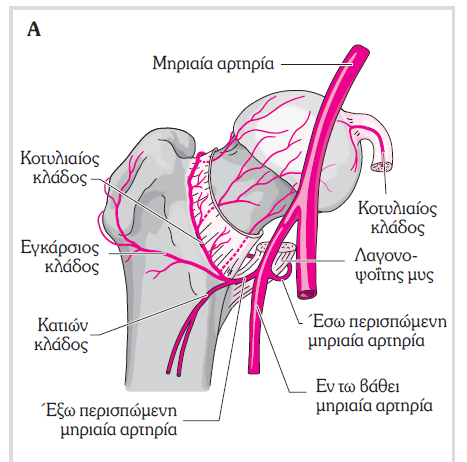 Α
Μηριαία αρτηρία
Κοτυλιαίος
κλάδος
Εγκάρσιος
κλάδος
Κατιών
κλάδος
Έξω περισπώμενη
μηριαία αρτηρία
Κοτυλιαίος
κλάδος
Λαγονο-
ψοΐτης μυς
Έσω περισπώμενη
μηριαία αρτηρία
Εν τω βάθει
μηριαία αρτηρία